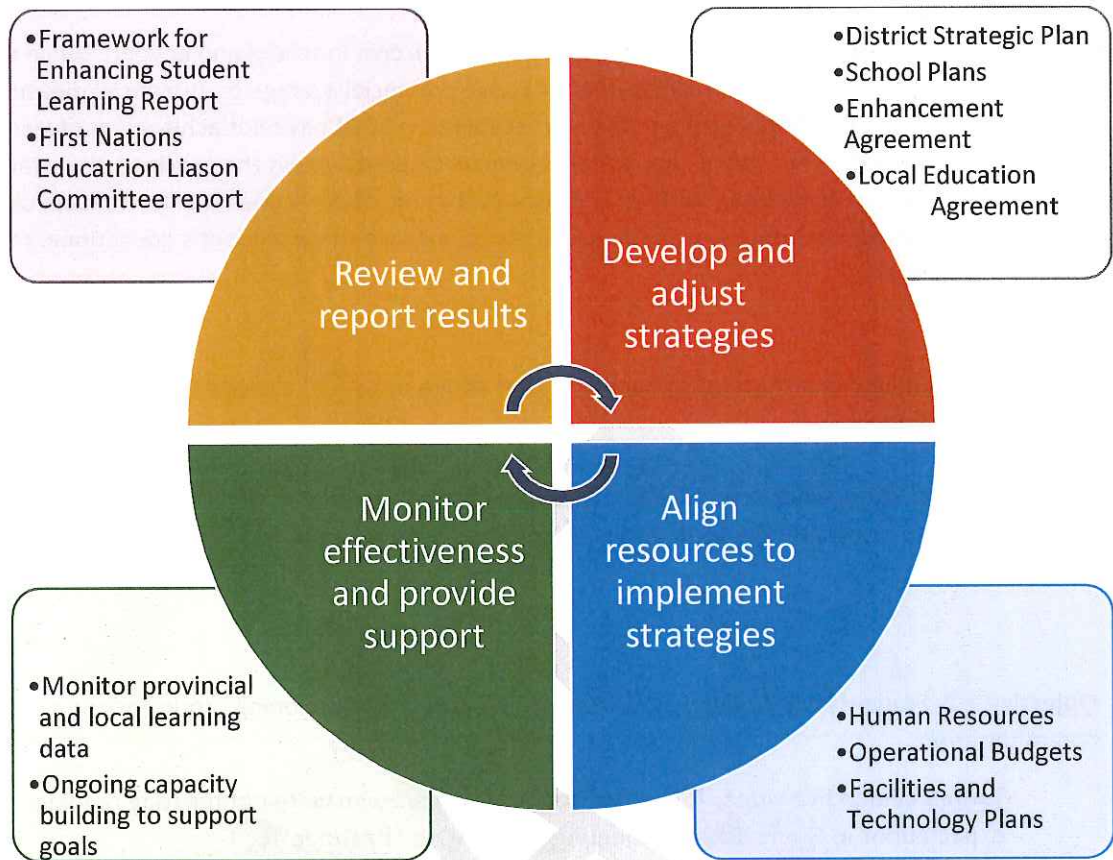 •Framework for
Enhancing Student
Learning Report
•First Nations
Educatrion Liason
Committee report
•District Strategic Plan
•School Plans
•Enhancement
Agreement
•Local Education
Agreement
Review and
report results
Develop and
adjust
strategies
Monitor
effectiveness
and provide
support
Align
resources to
implement
strategies
•Monitor provincial
and local learning
data
•Ongoing capacity
building to support
goals
•Human Resources
•Operational Budgets
•Facilities and
Technology Plans